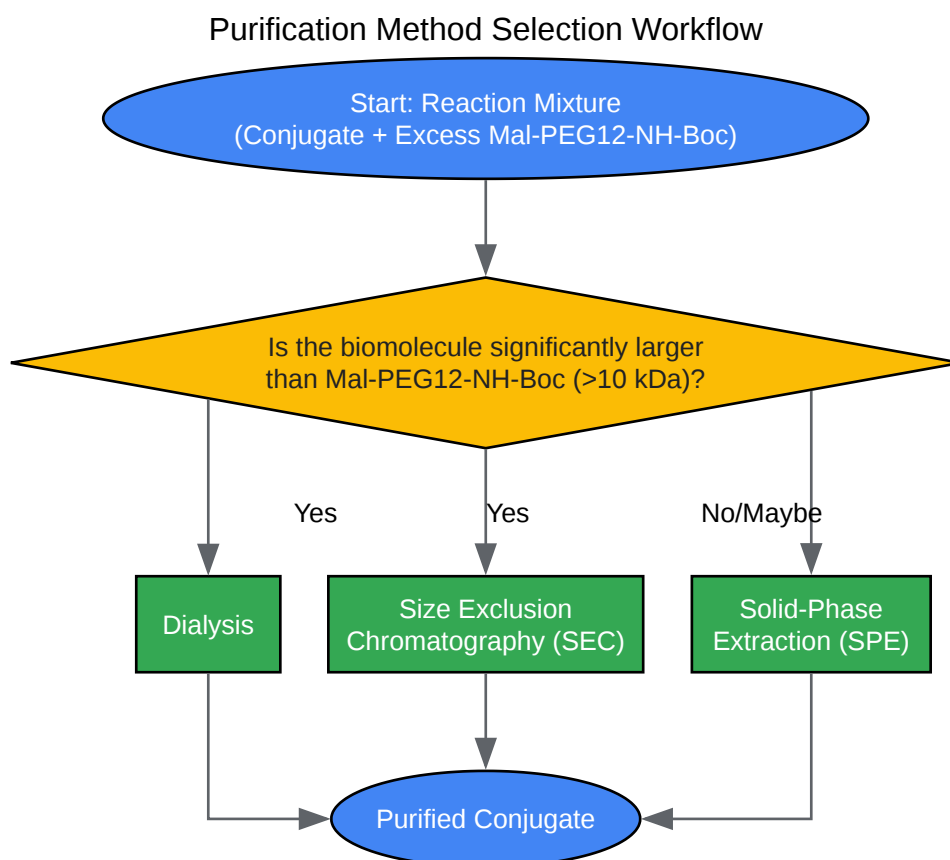 Purification Method Selection Workflow
Start: Reaction Mixture
(Conjugate + Excess Mal-PEG12-NH-Boc)
Is the biomolecule significantly larger
than Mal-PEG12-NH-Boc (>10 kDa)?
Yes
Yes
No/Maybe
Dialysis
Size Exclusion
Chromatography (SEC)
Solid-Phase
Extraction (SPE)
Purified Conjugate